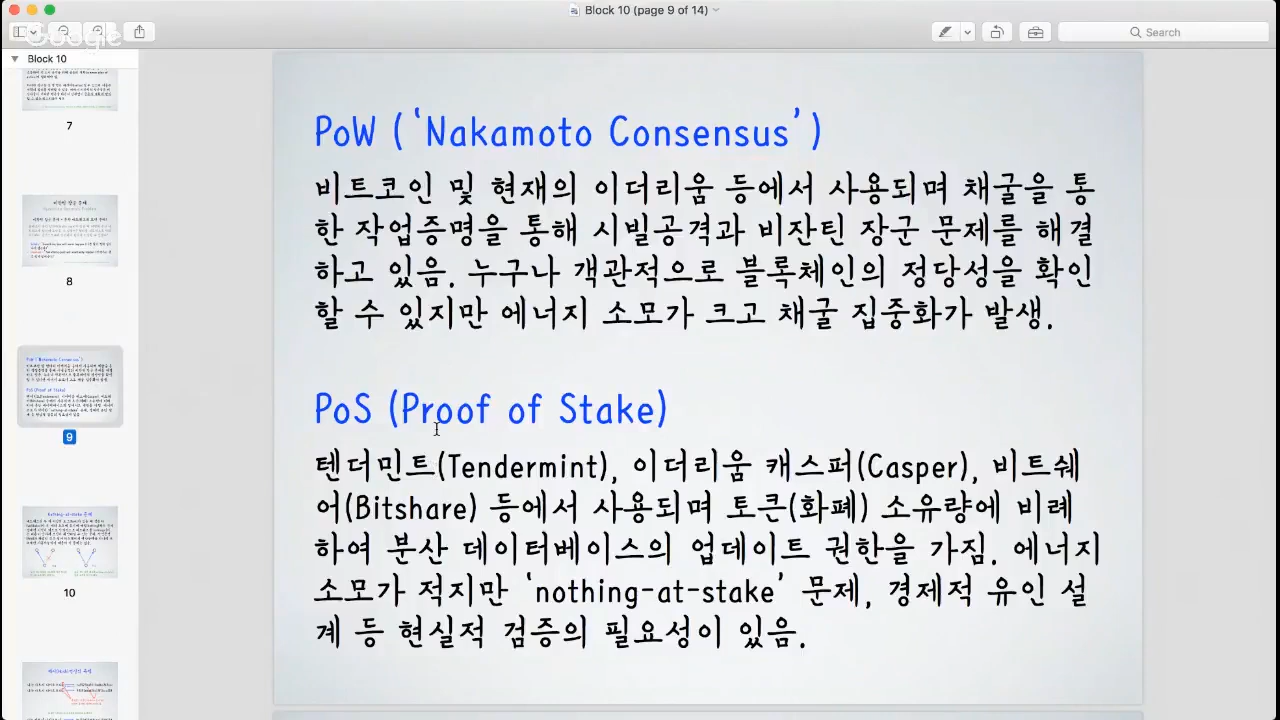 Block 10 (page 9 of 14)
Google
Search
Block 10
7
8
9
10
PoW ('Nakamoto Consensus')
비트코인 및 현재의 이더리움 등에서 사용되며 채굴을 통
한 작업증명을 통해 시빌공격과 비잔틴 장군 문제를 해결
하고 있음. 누구나 객관적으로 블록체인의 정당성을 확인
할 수 있지만 에너지 소모가 크고 채굴 집중화가 발생.
PoS (Proof of Stake)
텐더민트(Tendermint), 이더리움 캐스퍼(Casper), 비트쉐
어(Bitshare) 등에서 사용되며 토큰(화폐) 소유량에 비례
하여 분산 데이터베이스의 업데이트 권한을 가짐. 에너지
소모가 적지만 'nothing-at-stake' 문제, 경제적 유인 설
계 등 현실적 검증의 필요성이 있음.